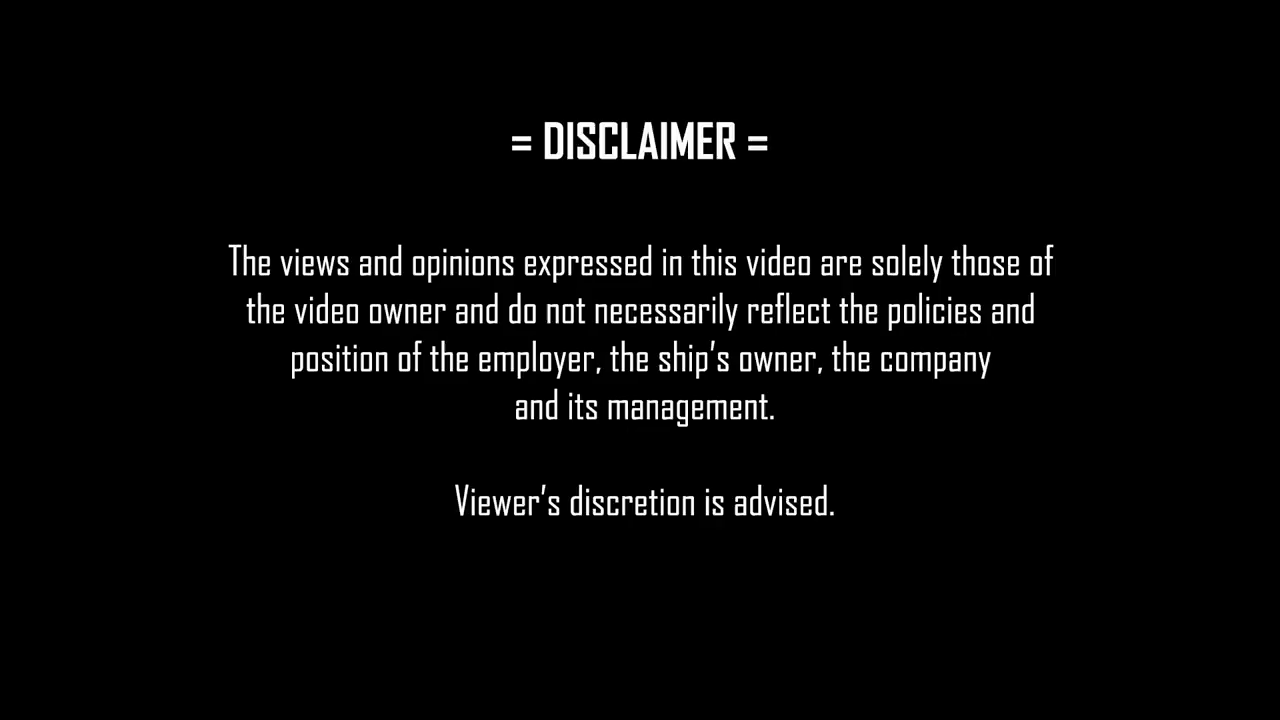 = DISCLAIMER =
The views and opinions expressed in this video are solely those of
the video owner and do not necessarily reflect the policies and
position of the employer, the ship’s owner, the company
and its management.
Viewer’s discretion is advised.